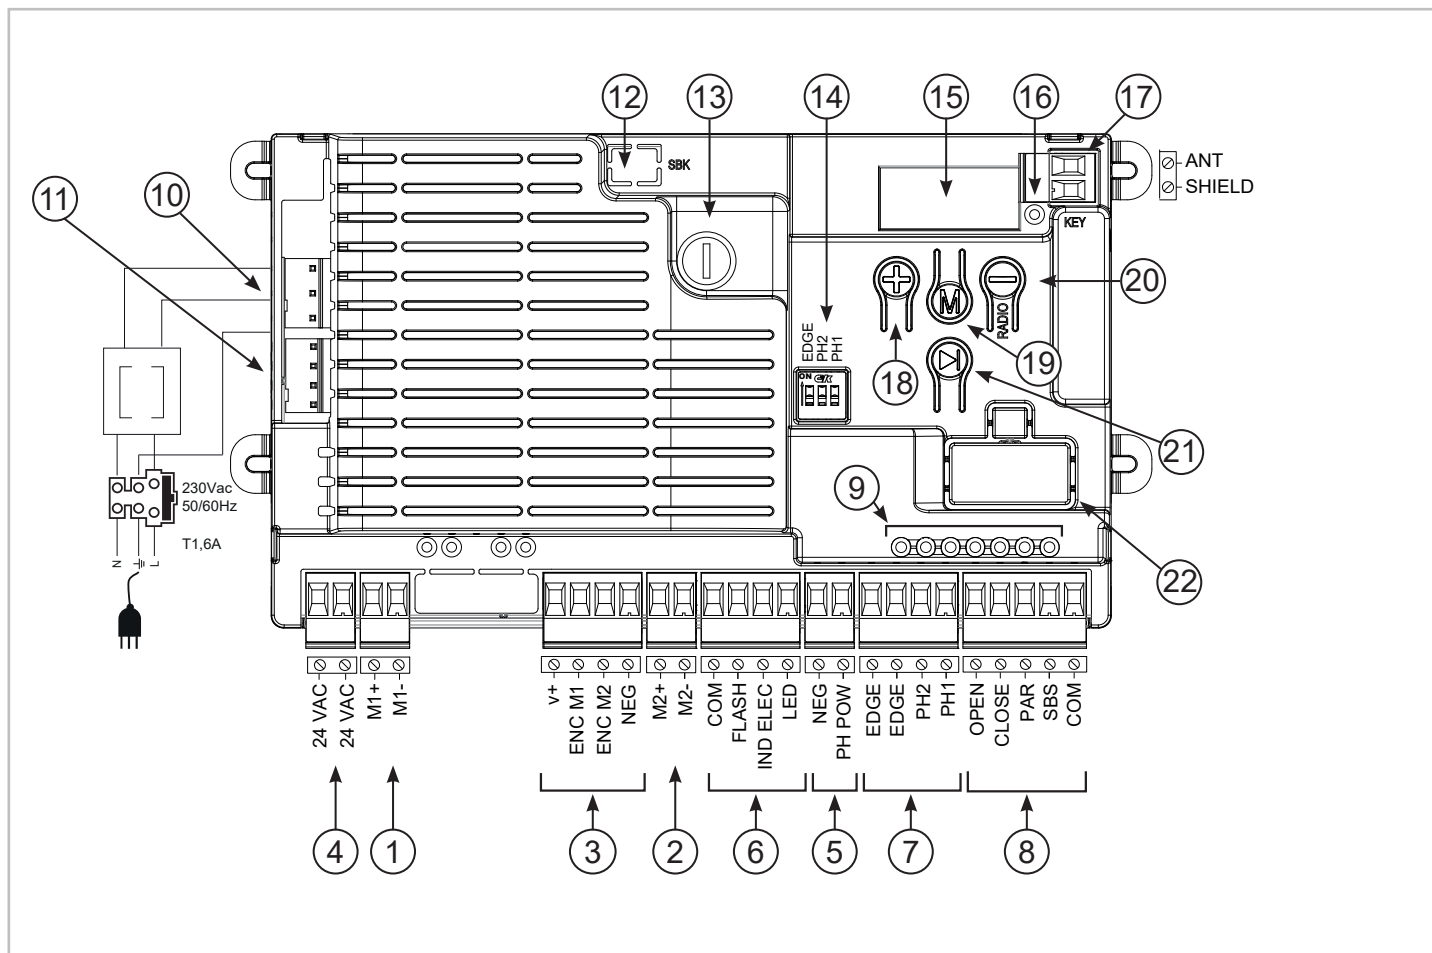 12
13
14
15
16
17
SBK
ANT
SHIELD
KEY
11
10
20
EDGE
PH2
PH1
M
RADIO
18
19
ON
21
9
230Vac
50/60Hz
T1,6A
N
L
22
24 VAC
24 VAC
M1+
M1-
v+
ENC M1
ENC M2
NEG
M2+
M2-
COM
FLASH
IND ELEC
LED
NEG
PH POW
EDGE
EDGE
PH2
PH1
OPEN
CLOSE
PAR
SBS
COM
4
1
3
2
6
5
7
8